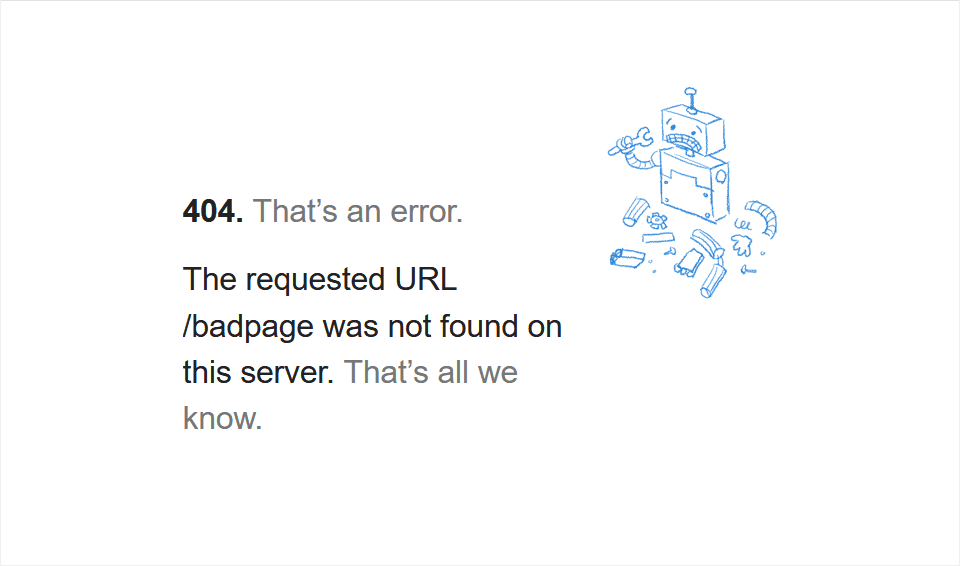 404. That’s an error.
The requested URL
/badpage was not found on
this server. That’s all we
know.